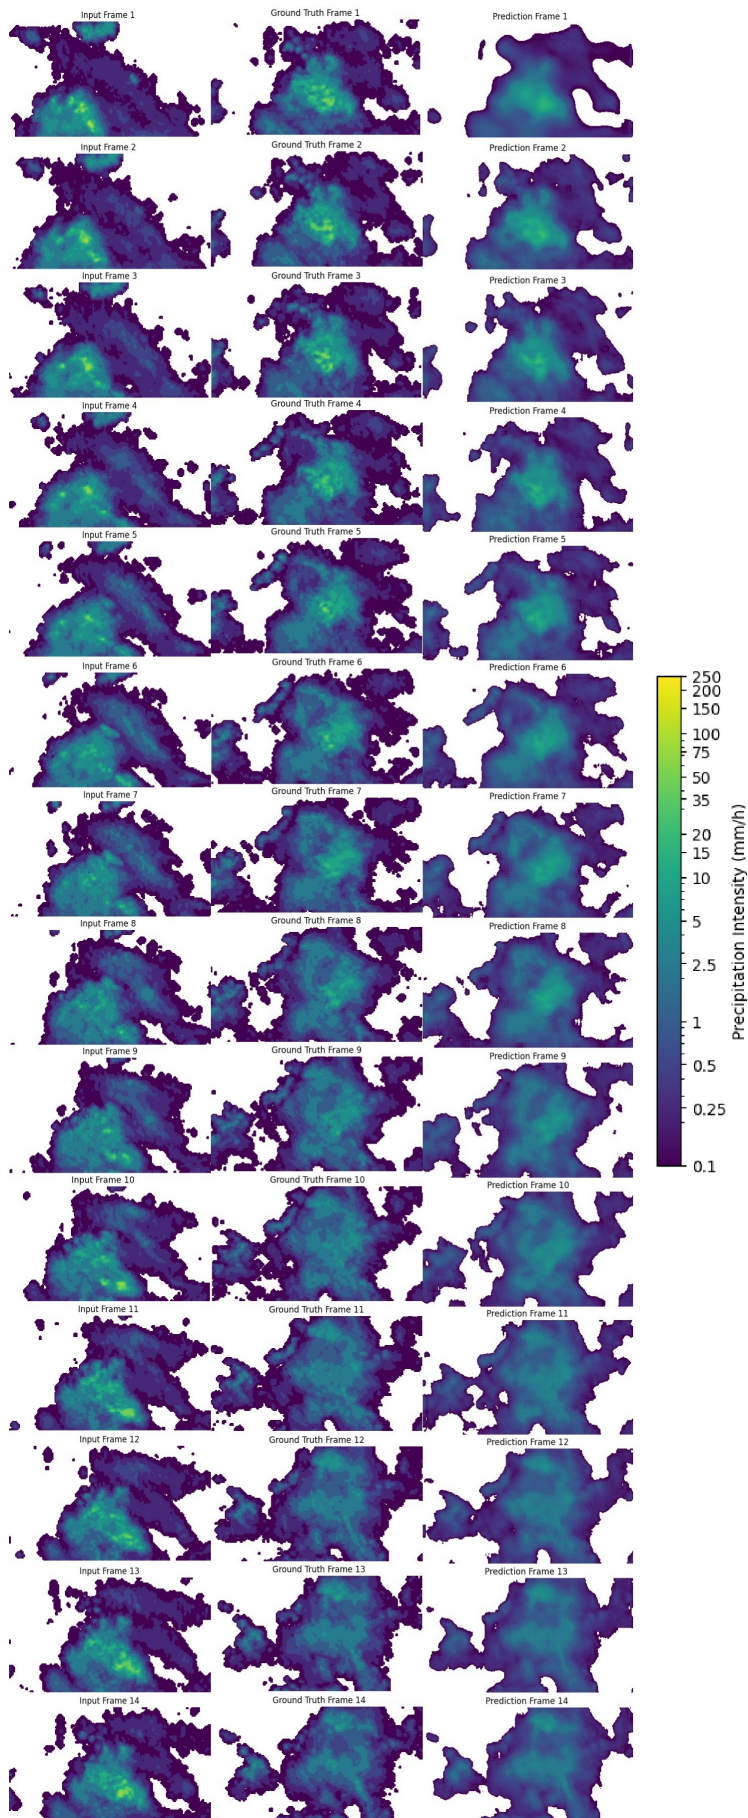 Input Frame 1
Ground Truth Frame 1
Prediction Frame 1
Input Frame 2
Ground Truth Frame 2
Prediction Frame 2
Input Frame 3
Ground Truth Frame 3
Prediction Frame 3
Input Frame 4
Ground Truth Frame 4
Prediction Frame 4
Input Frame 5
Ground Truth Frame 5
Prediction Frame 5
Input Frame 6
Ground Truth Frame 6
Prediction Frame 6
Input Frame 7
Ground Truth Frame 7
Prediction Frame 7
Input Frame 8
Ground Truth Frame 8
Prediction Frame 8
Input Frame 9
Ground Truth Frame 9
Prediction Frame 9
Input Frame 10
Ground Truth Frame 10
Prediction Frame 10
Input Frame 11
Ground Truth Frame 11
Prediction Frame 11
Input Frame 12
Ground Truth Frame 12
Prediction Frame 12
Input Frame 13
Ground Truth Frame 13
Prediction Frame 13
Input Frame 14
Ground Truth Frame 14
Prediction Frame 14
250
200
150
100
75
50
35
20
15
10
5
2.5
1
0.5
0.25
0.1
Precipitation Intensity (mm/h)